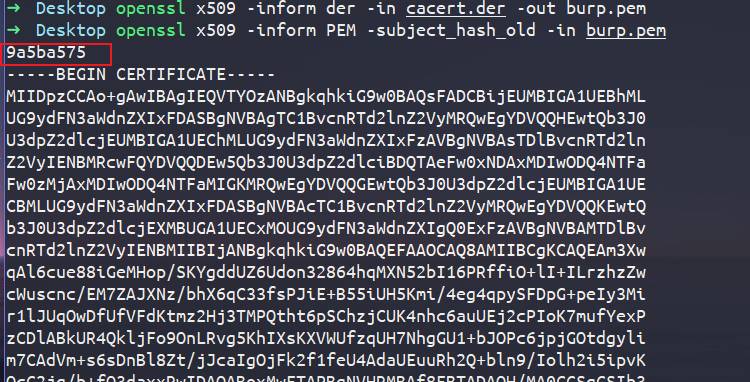 ➜  Desktop openssl x509 -inform der -in cacert.der -out burp.pem
➜  Desktop openssl x509 -inform PEM -subject_hash_old -in burp.pem
9a5ba575
-----BEGIN CERTIFICATE-----
MIIDpzCCAo+gAwIBAgIEQVTYOzANBgkqhkiG9w0BAQsFADCBijEUMBIGA1UEBhML
UG9ydFN3aWdnZXIxFDASBgNVBAgTC1BvcnRTd2lnZ2VyMRQwEgYDVQQHEwtQb3J0
U3dpZ2dlcjEUMBIGA1UEChMLUG9ydFN3aWdnZXIxFzAVBgNVBAsTDlBvcnRTd2ln
Z2VyIENBMRcwFQYDVQQDEw5Qb3J0U3dpZ2dlciBDQTAeFw0xNDAxMDIwODQ4NTFa
Fw0zMjAxMDIwODQ4NTFaMIGKMRQwEgYDVQQGEwtQb3J0U3dpZ2dlcjEUMBIGA1UE
CBMLUG9ydFN3aWdnZXIxFDASBgNVBAcTC1BvcnRTd2lnZ2VyMRQwEgYDVQQKEwtQ
b3J0U3dpZ2dlcjEXMBUGA1UECxMOUG9ydFN3aWdnZXIgQ0ExFzAVBgNVBAMTDlBv
cnRTd2lnZ2VyIENBMIIBIjANBgkqhkiG9w0BAQEFAAOCAQ8AMIIBCgKCAQEAm3Xw
qAl6cue88iGeMHop/SKYgddUZ6Udon32864hqMXN52bI16PRffiO+lI+ILrzhzZw
cWuscnc/EM7ZAJXNz/bhX6qC33fsPJiE+B55iUH5Kmi/4eg4qpySFDpG+peIy3Mi
r1lJUqOwDfUfVFdKtmz2Hj3TMPQtht6pSChzjCUK4nhc6auUEj2cPIoK7mufYexP
zCDlABkUR4QkljFo9OnLRvg5KhIXsKXVWUfzqUH7NhgGU1+bJOPc6jpjGOtdgyli
m7CAdVm+s6sDnBl8Zt/jJcaIgOjFk2f1feU4AdaUEuuRh2Q+bln9/Iolh2i5ipvK